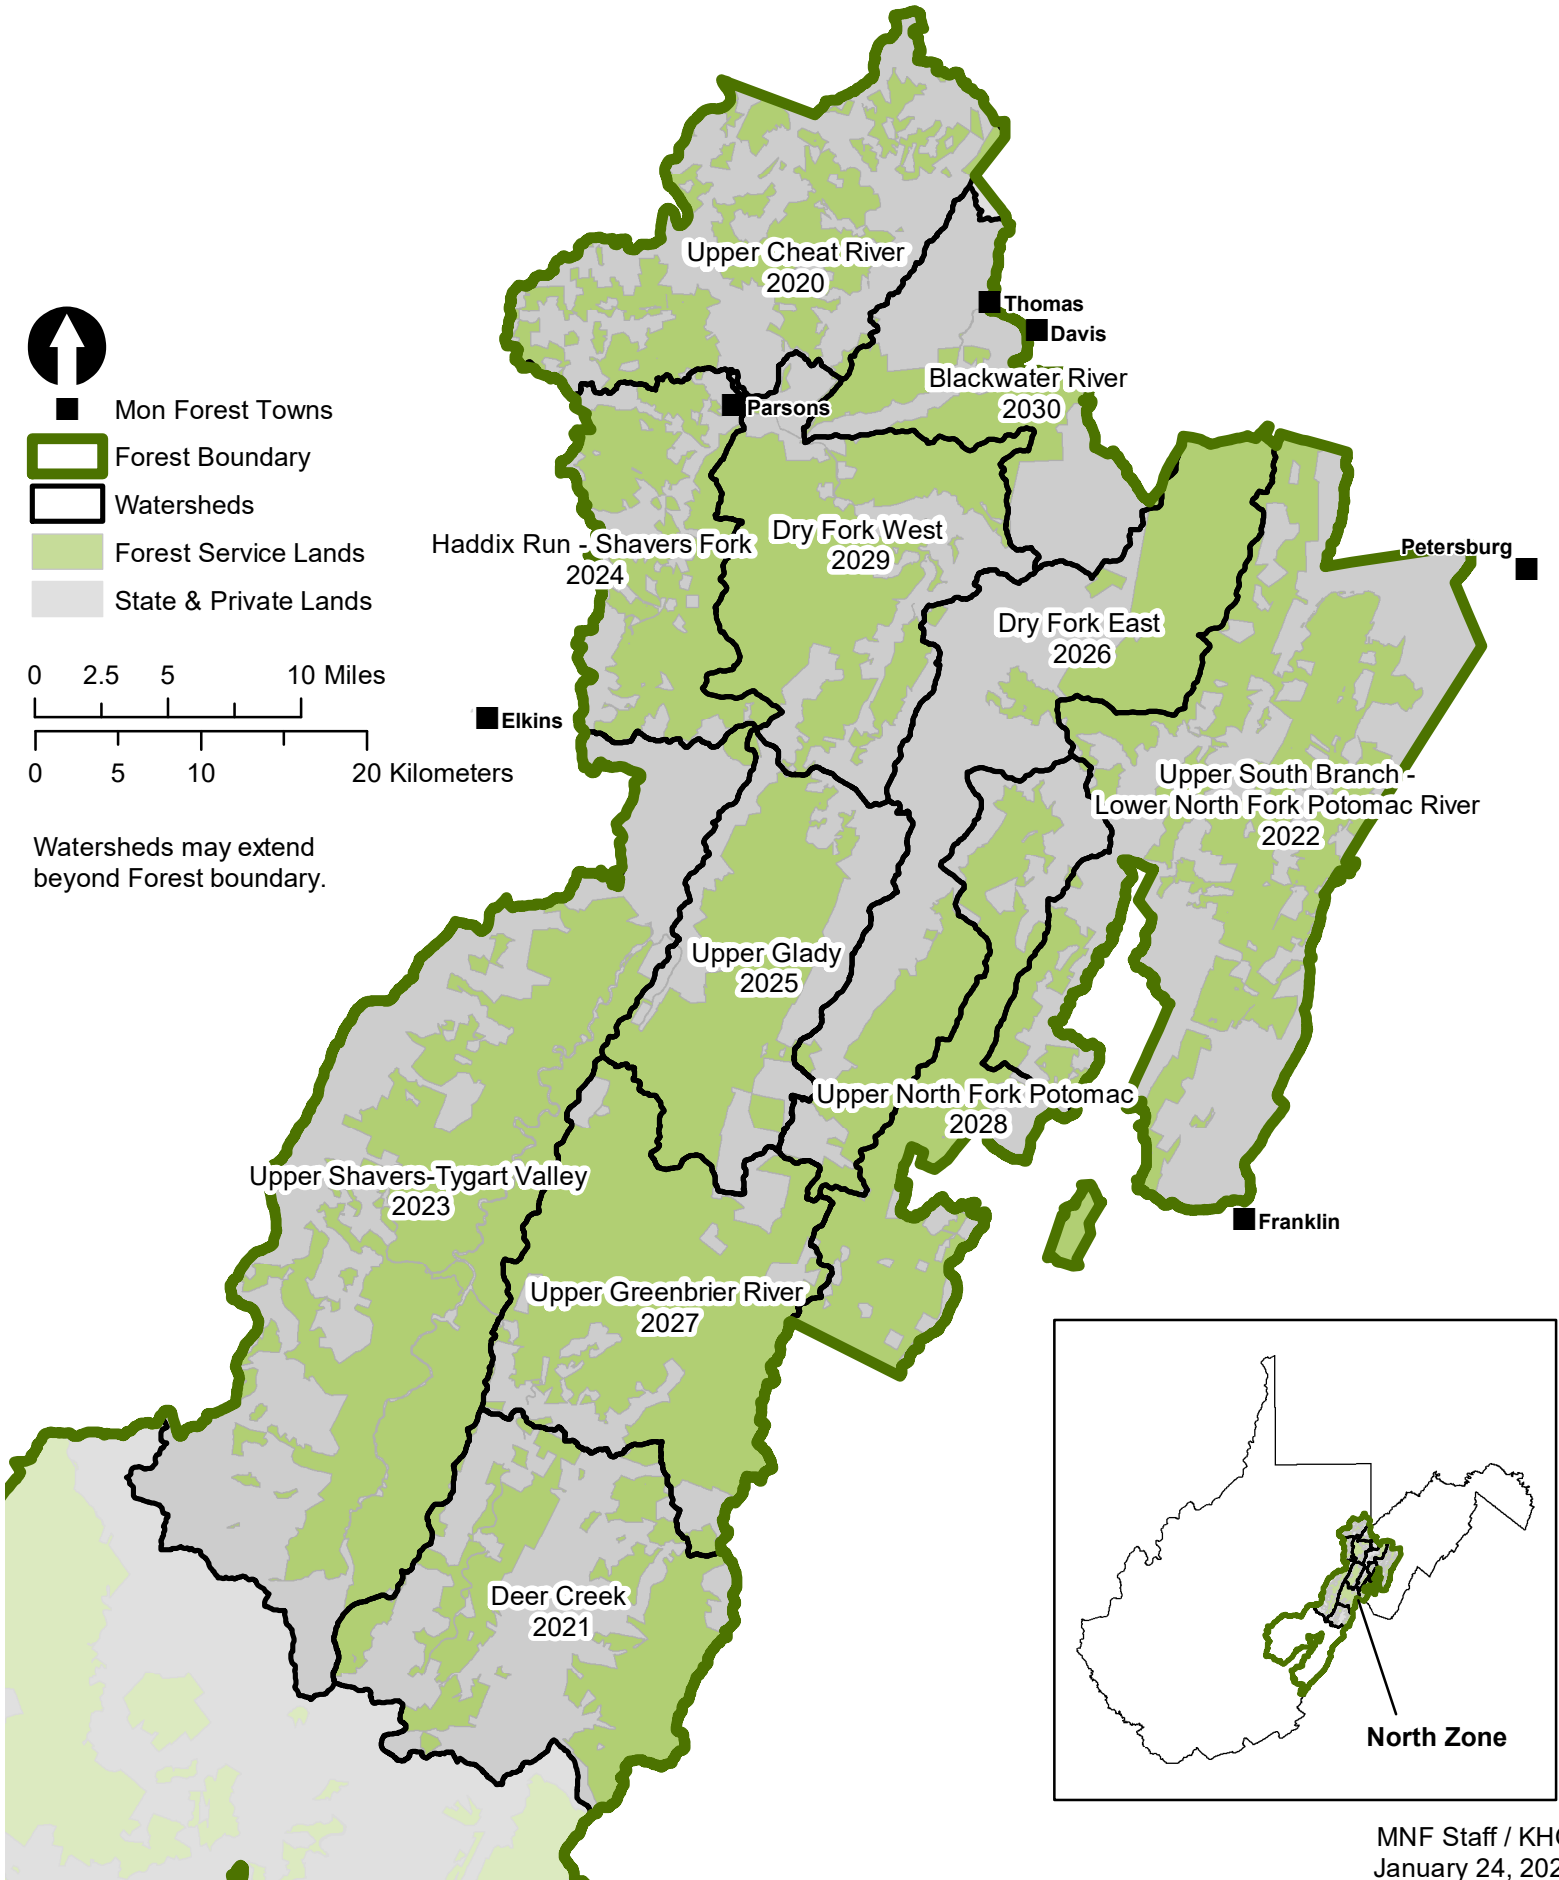 Upper Cheat River
2020
Thomas
Davis
Blackwater River
2030
Parsons
Mon Forest Towns
Forest Boundary
Watersheds
Forest Service Lands
State & Private Lands
0 2.5 5 10 Miles
0 5 10 20 Kilometers
Watersheds may extend
beyond Forest boundary.
Haddix Run - Shavers Fork
2024
Dry Fork West
2029
Petersburg
Dry Fork East
2026
Elkins
Upper South Branch -
Lower North Fork Potomac River
2022
Upper Glady
2025
Upper North Fork Potomac
2028
Upper Shavers-Tygart Valley
2023
Franklin
Upper Greenbrier River
2027
Deer Creek
2021
North Zone
MNF Staff /
January 24,